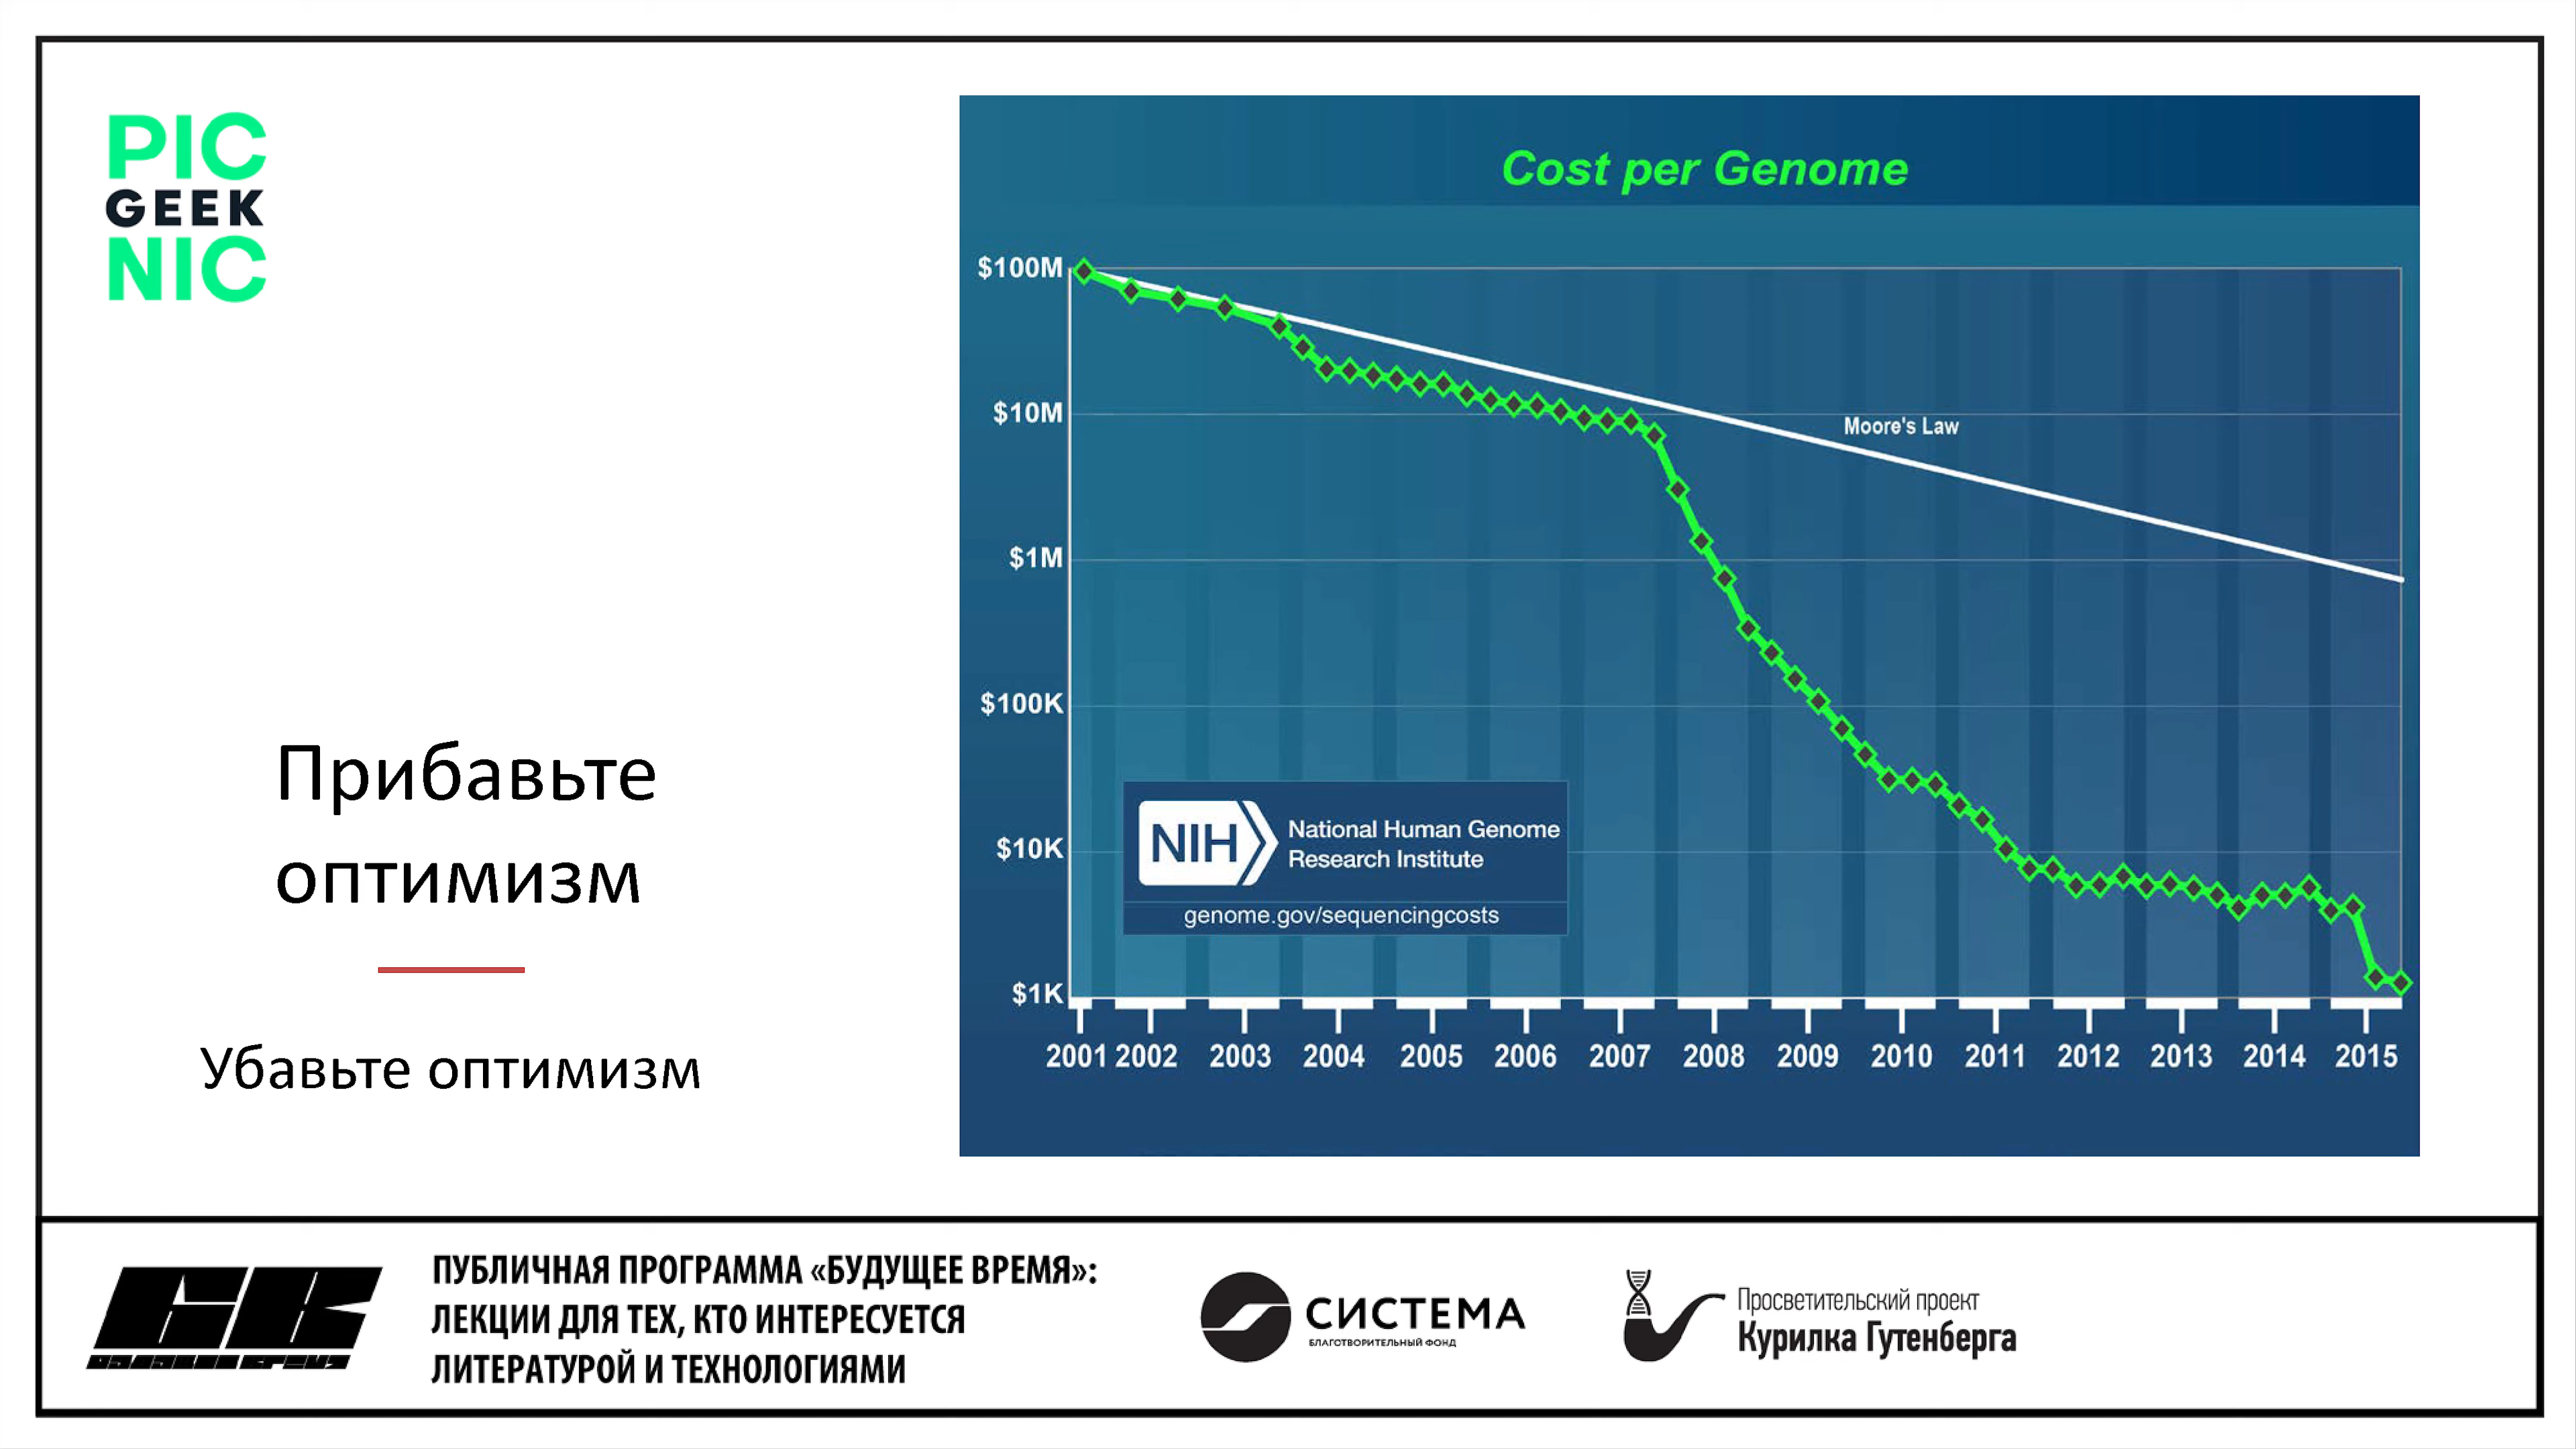 PIC
GEEK
NIC
Прибавьте
оптимизм
Убавьте оптимизм
Cost per Genome
$100M
$10M
$1M
$100K
$10K
$1K
Moore's Law
NIH
National Human Genome
Research Institute
genome.gov/sequencingcosts
2001 2002 2003 2004 2005 2006 2007 2008 2009 2010 2011 2012 2013 2014 2015
ПУБЛИЧНАЯ ПРОГРАММА «БУДУЩЕЕ ВРЕМЯ»:
ЛЕКЦИИ ДЛЯ ТЕХ, КТО ИНТЕРЕСУЕТСЯ
ЛИТЕРАТУРОЙ И ТЕХНОЛОГИЯМИ
СИСТЕМА
БЛАГОТВОРИТЕЛЬНЫЙ ФОНД
Просветительский проект
Курилка Гутенберга